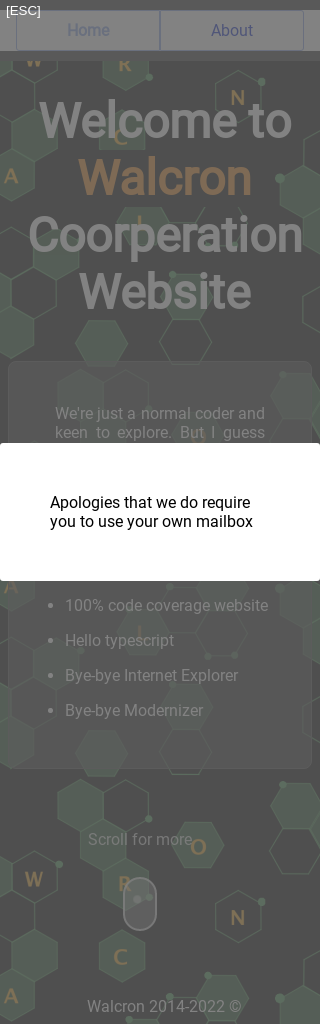 [ESC]
Home
About
Welcome to
Walcron
Coorperation
Website
We're just a normal coder and
keen to explore. But I guess
Apologies that we do require
you to use your own mailbox
100% code coverage website
Hello typescript
Bye-bye Internet Explorer
Bye-bye Modernizer
Scroll for more
Walcron 2014-2022 ©
W
R
N
C
A
L
A
L
O
W
R
N
C
A